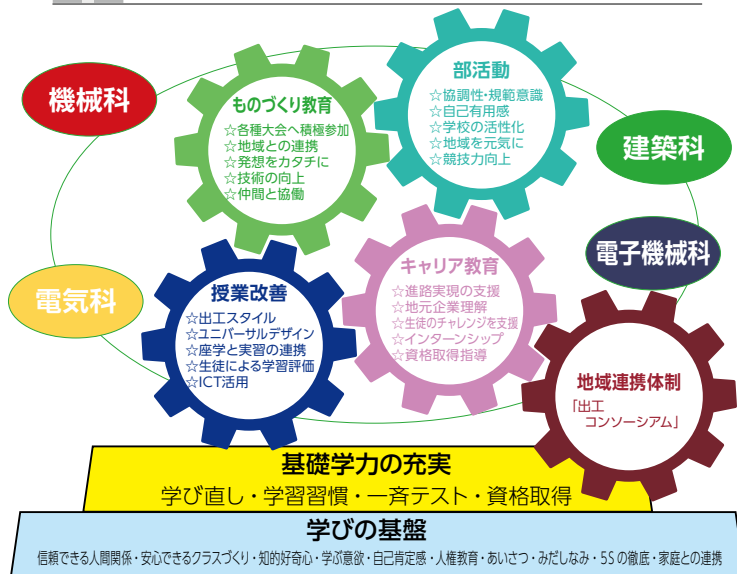 機械科
ものづくり教育
☆各種大会へ積極参加
☆地域との連携
☆発想をカタチに
☆技術の向上
☆仲間と協働
部活動
☆協調性・規範意識
☆自己有用感
☆学校の活性化
☆地域を元気に
☆競技力向上
建築科
電気科
授業改善
☆出工スタイル
☆ユニバーサルデザイン
☆座学と実習の連携
☆生徒による学習評価
☆ICT活用
キャリア教育
☆進路実現の支援
☆地元企業理解
☆生徒のチャレンジを支援
☆インターンシップ
☆資格取得指導
電子機械科
地域連携体制
「出工
コンソーシアム」
基礎学力の充実
学び直し・学習習慣・一斉テスト・資格取得
学びの基盤
信頼できる人間関係・安心できるクラスづくり・知的好奇心・学ぶ意欲・自己肯定感・人権教育・あいさつ・みだしなみ・5Sの徹底・家庭との連携